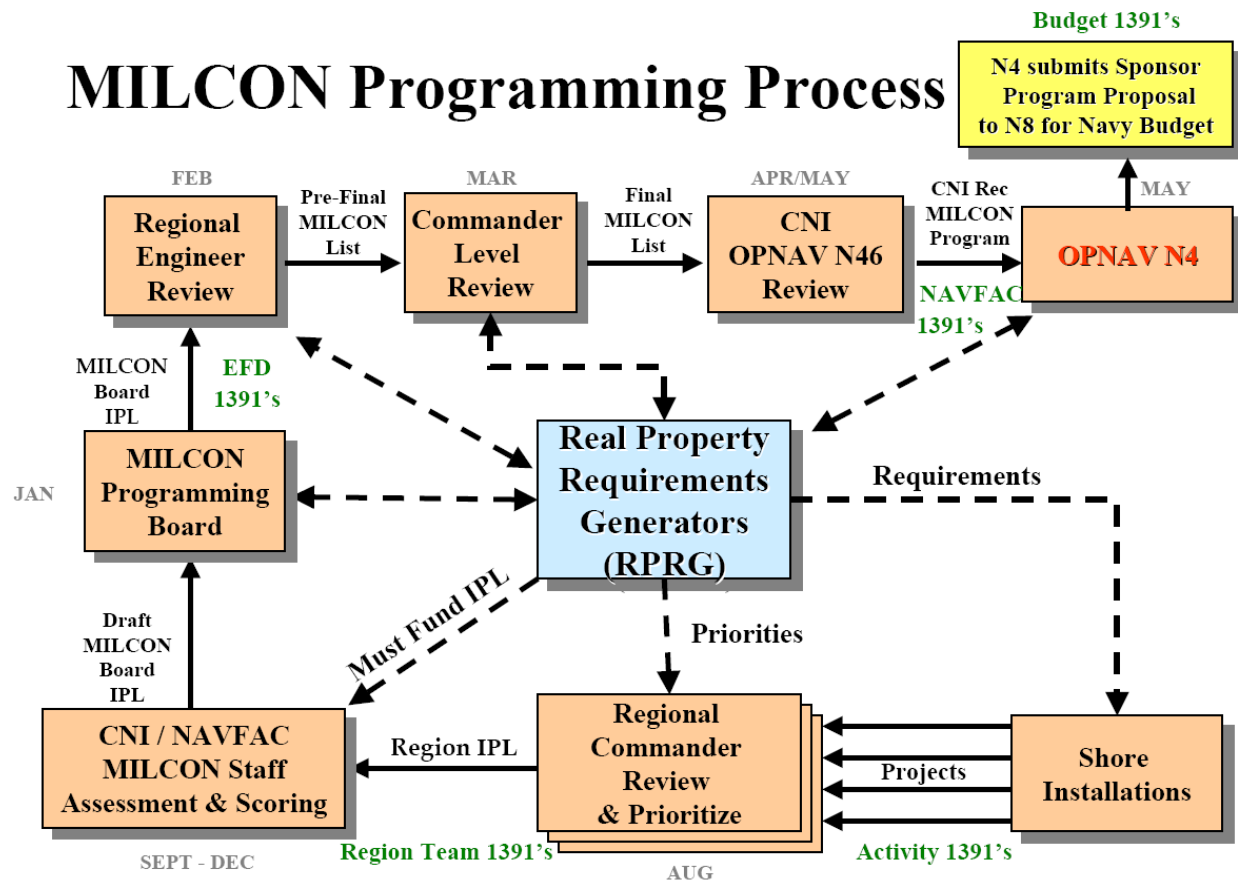 Budget 1391's
MILCON Programming Process
N4 submits Sponsor
Program Proposal
to N8 for Navy Budget
FEB
Regional
Engineer
Review
Pre-Final
MILCON
List
MAR
Commander
Level
Review
Final
MILCON
List
APR/MAY
CNI
OPNAV N46
Review
CNI Rec
MILCON
Program
NAVFAC
1391's
MAY
OPNAV N4
MILCON
Board
IPL
EFD
1391's
JAN
MILCON
Programming
Board
Real Property
Requirements
Generators
(RPRG)
Requirements
Draft
MILCON
Board
IPL
Must Fund IPL
Priorities
CNI / NAVFAC
MILCON Staff
Assessment & Scoring
SEPT - DEC
Region IPL
Region Team 1391's
Regional
Commander
Review
& Prioritize
AUG
Projects
Activity 1391's
Shore
Installations